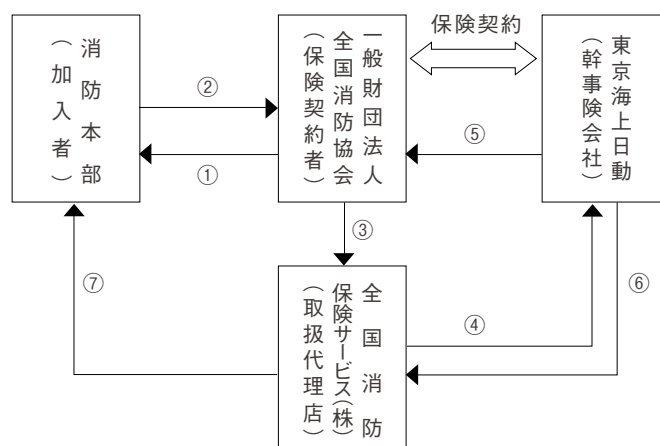 消防本部
（加入者）
②
①
一般財団法人
全国消防協会
（保険契約者）
保険契約
⑤
東京海上日動
（幹事険会社）
③
⑦
全国消防
保険サービス（株）
（取扱代理店）
④
⑥